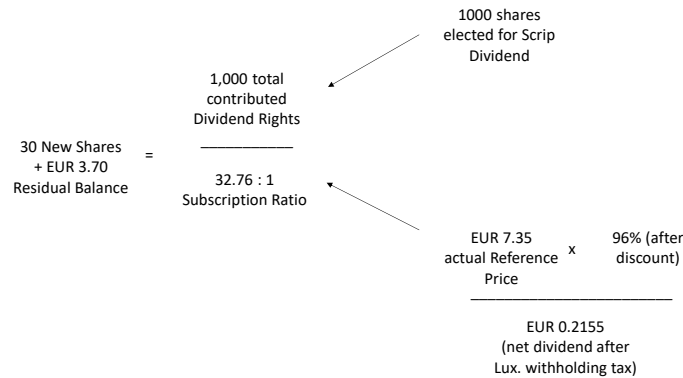 1000 shares
elected for Scrip
Dividend
1,000 total
contributed
Dividend Rights
30 New Shares
+ EUR 3.70
Residual Balance
=
___________
32.76 : 1
Subscription Ratio
EUR 7.35
actual Reference
Price
x
96% (after
discount)
________________________
EUR 0.2155
(net dividend after
Lux. withholding tax)